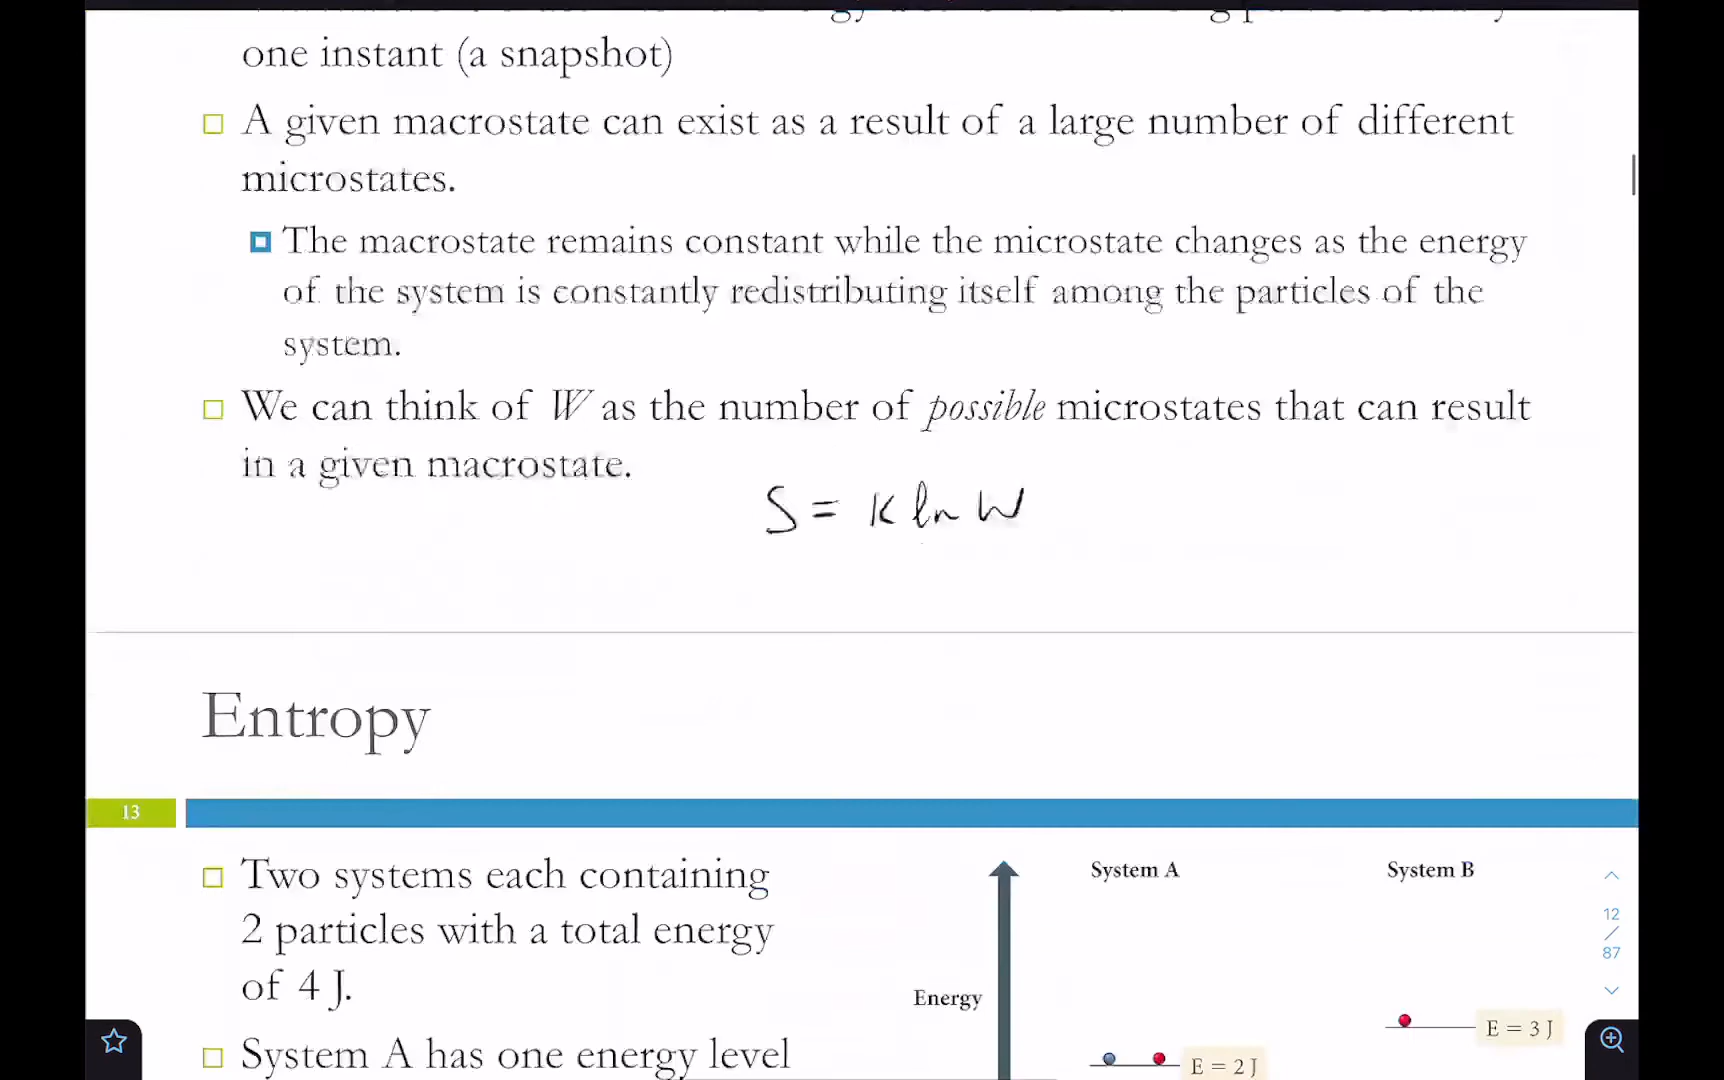 one instant (a snapshot)
A given macrostate can exist as a result of a large number of different
microstates.
The macrostate remains constant while the microstate changes as the energy
of the system is constantly redistributing itself among the particles of the
system.
We can think of W as the number of possible microstates that can result
in a given macrostate.
S = K ln W
Entropy
13
Two systems each containing
2 particles with a total energy
of 4 J.
System A has one energy level
System A
System B
Energy
E = 3 J
E = 2 J
12
/
87